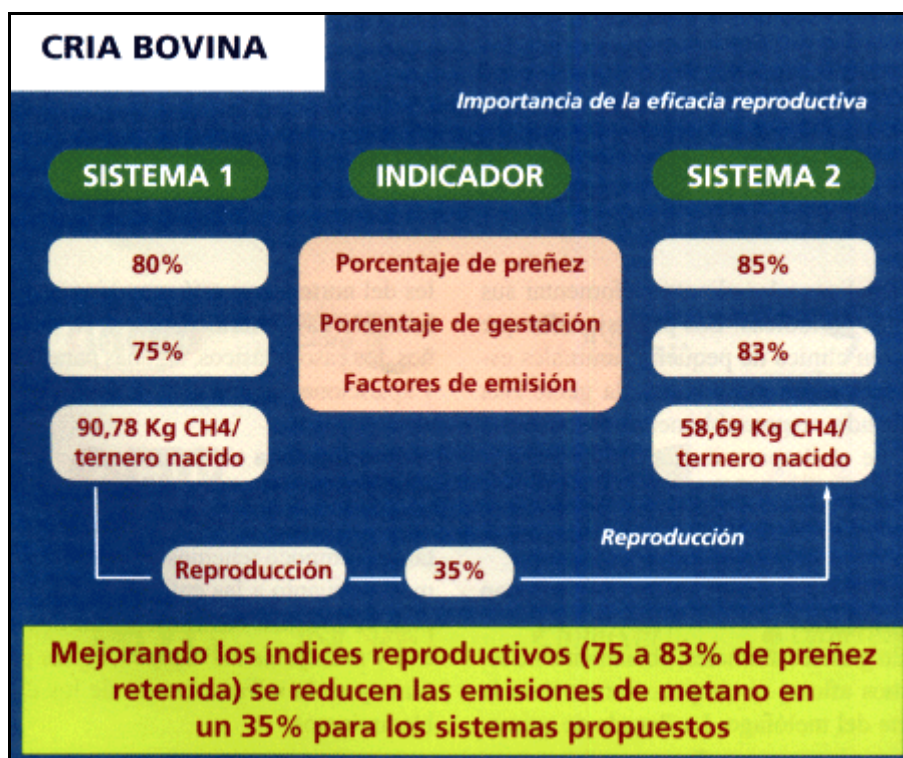 CRIA BOVINA
Importancia de la eficacia reproductiva
SISTEMA 1
INDICADOR
SISTEMA 2
80%
Porcentaje de preñez
85%
75%
Porcentaje de gestación
83%
Factores de emisión
90,78 Kg CH4/
ternero nacido
58,69 Kg CH4/
ternero nacido
Reproducción
Reproducción
35%
Mejorando los índices reproductivos (75 a 83% de preñez
retenida) se reducen las emisiones de metano en
un 35% para los sistemas propuestos